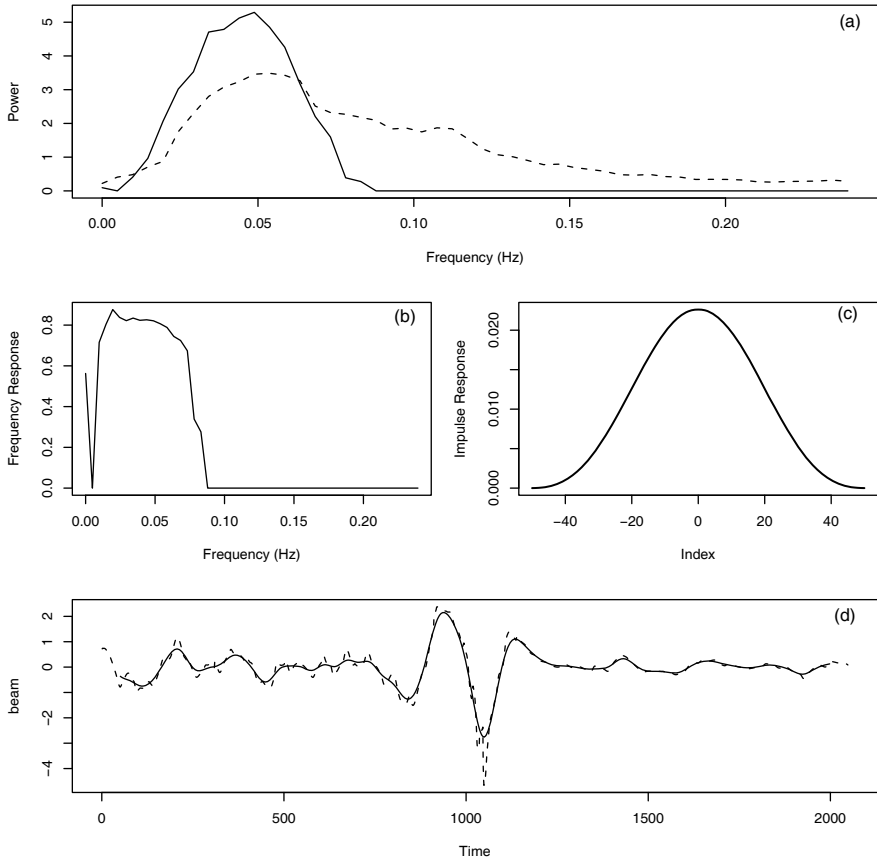 (a)
Power
0 1 2 3 4 5
0.00 0.05 0.10 0.15 0.20
Frequency (Hz)
(b)
Frequency Response
0.0 0.2 0.4 0.6 0.8
0.00 0.05 0.10 0.15 0.20
Frequency (Hz)
(c)
Impulse Response
0.000 0.010 0.020
−40 −20 0 20 40
Index
(d)
beam
−4 −2 0 1 2
0 500 1000 1500 2000
Time